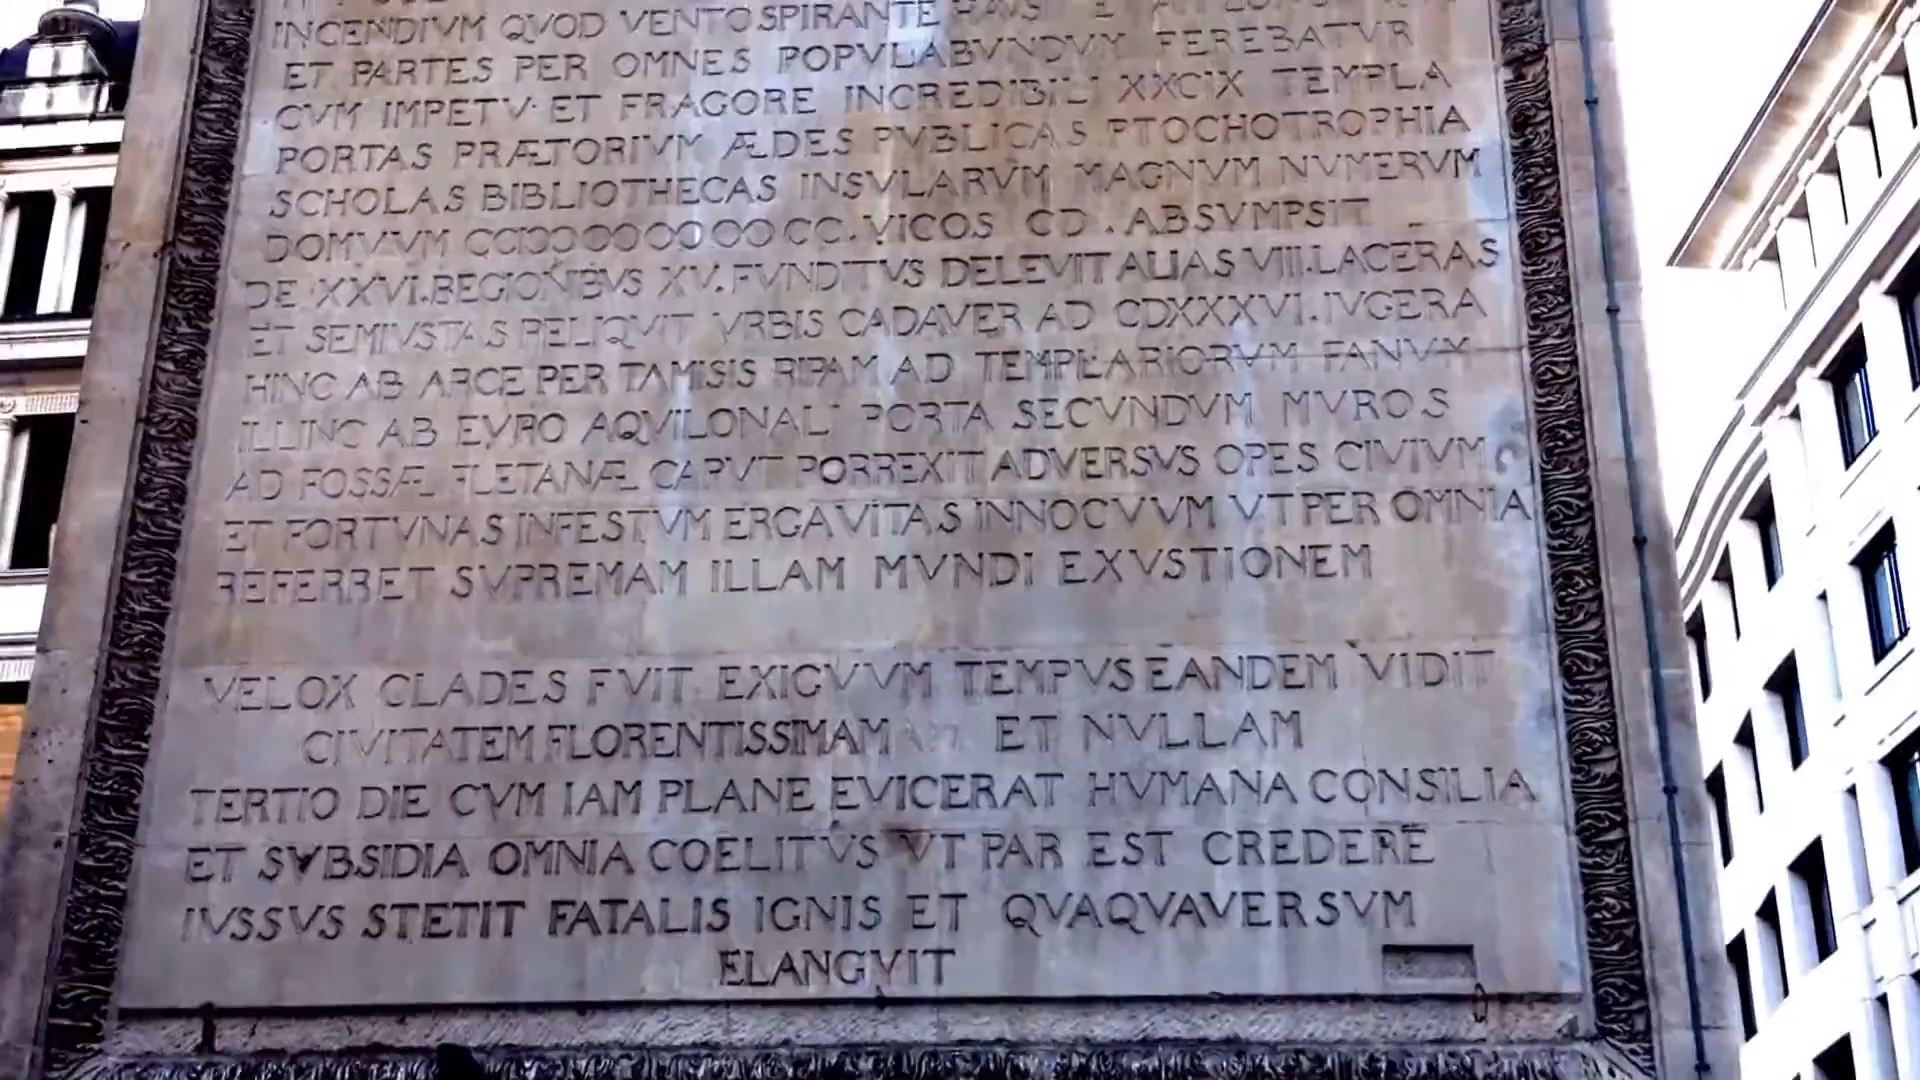 INCENDIVM QVOD VENTO SPIRANTE HAVSIT
ET PARTES PER OMNES POPVLABVNDVM FEREBATVR
CVM IMPETV ET FRAGORE INCREDIBILI XXCIX TEMPLA
PORTAS PRÆTORIVM ÆDES PVBLICAS PTOCHOTROPHIA
SCHOLAS BIBLIOTHECAS INSVLARVM MAGNVM NVMERVM
DOMVVM VICOS CD . ABSVMPSIT
DE XXVI. REGIONIBVS XV. FVNDITVS DELEVIT ALIAS VIII. LACERAS
ET SEMIVSTAS RELIQVIT VRBIS CADAVER AD CDXXXVI. IVGERA
HINC AB ARCE PER TAMISIS RIPAM AD TEMPLARIORVM FANVM
ILLINC AB EVRO AQVILONALI PORTA SECVNDVM MVROS
AD FOSSÆ FLETANÆ CAPVT PORREXIT ADVERSVS OPES CIVIVM
ET FORTVNAS INFESTVM ERGA VITAS INNOCVVM VT PER OMNIA
REFERRET SVPREMAM ILLAM MVNDI EXVSTIONEM
VELOX CLADES FVIT EXIGVVM TEMPVS EANDEM VIDIT
CIVITATEM FLORENTISSIMAM ET NVLLAM
TERTIO DIE CVM IAM PLANE EVICERAT HVMANA CONSILIA
ET SVBSIDIA OMNIA COELITVS VT PAR EST CREDERE
IVSSVS STETIT FATALIS IGNIS ET QVAQVAVERSVM
ELANGVIT